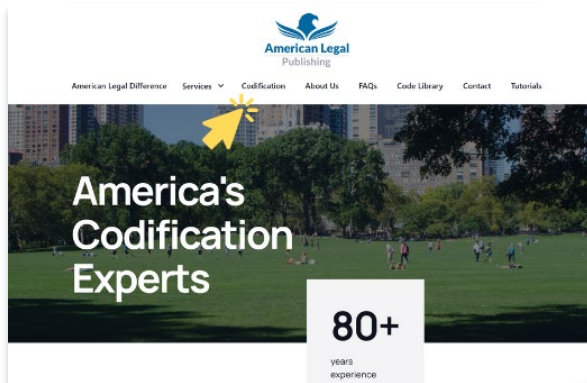 American Legal
Publishing
American Legal Difference Services Codification About Us FAQs Code Library Contact Tutorials
America's
Codification
Experts
80+
years
experience